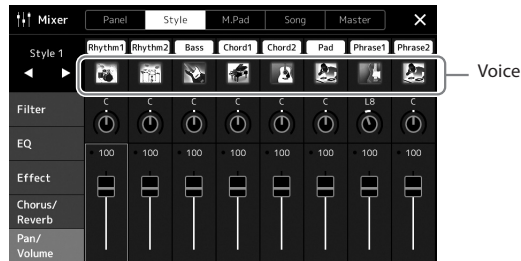 Mixer Panel Style M.Pad Song Master ×
Style 1 Rhythm1 Rhythm2 Bass Chord1 Chord2 Pad Phrase1 Phrase2
Voice
Filter C C C C C C L8 C
EQ
100 100 100 100 100 100 100 100
Effect
Chorus/
Reverb
Pan/
Volume